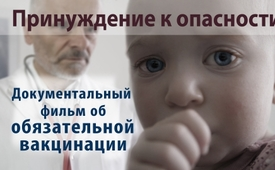 Принуждение к опасности
Документальный
фильм об
обязательной
вакцинации